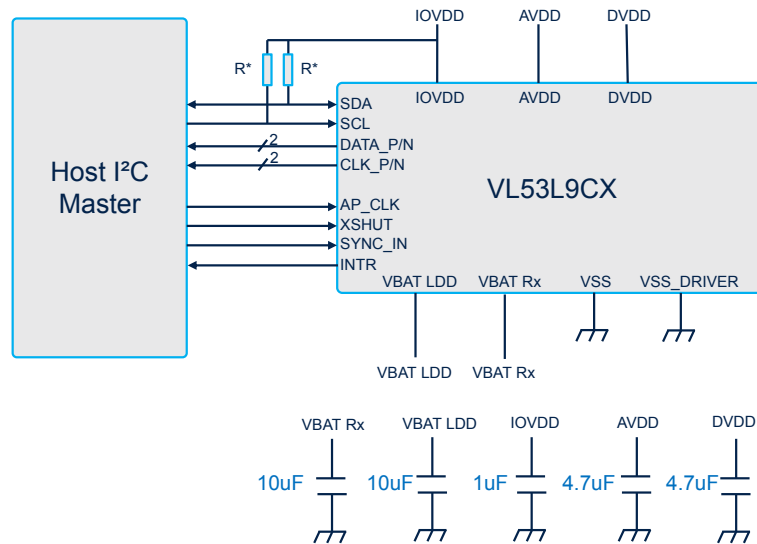 IOVDD AVDD DVDD
R* R*
IOVDD AVDD DVDD
SDA
SCL
2 DATA_P/N
2 CLK_P/N
Host I²C
Master
VL53L9CX
AP_CLK
XSHUT
SYNC_IN
INTR
VBAT LDD VBAT Rx VSS VSS_DRIVER
VBAT LDD VBAT Rx
VBAT Rx VBAT LDD IOVDD AVDD DVDD
10uF 10uF 1uF 4.7uF 4.7uF